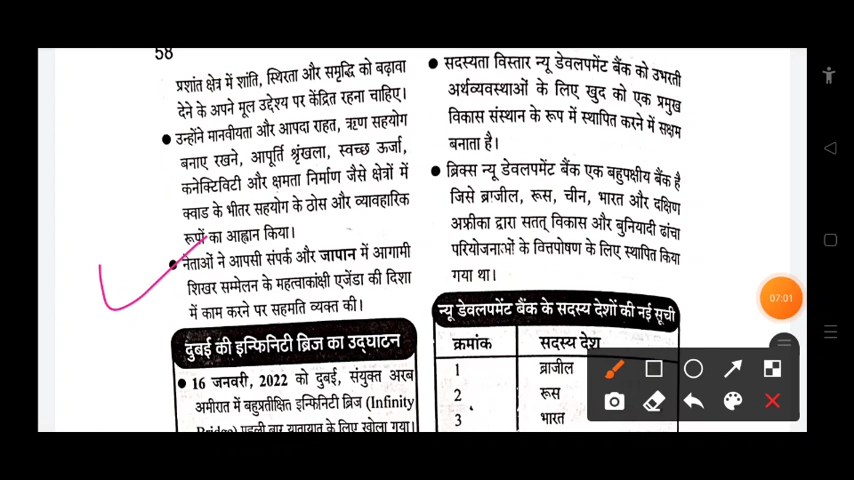 58
प्रशांत क्षेत्र में शांति, स्थिरता और समृद्धि को बढ़ावा
देने के अपने मूल उद्देश्य पर केंद्रित रहना चाहिए।
● उन्होंने मानवीयता और आपदा राहत, ऋण सहयोग
बनाए रखने, आपूर्ति श्रृंखला, स्वच्छ ऊर्जा,
कनेक्टिविटी और क्षमता निर्माण जैसे क्षेत्रों में
क्वाड के भीतर सहयोग के ठोस और व्यावहारिक
रूपों का आह्वान किया।
● नेताओं ने आपसी संपर्क और जापान में आगामी
शिखर सम्मेलन के महत्वाकांक्षी एजेंडा की दिशा
में काम करने पर सहमति व्यक्त की।
दुबई की इन्फिनिटी ब्रिज का उद्घाटन
● 16 जनवरी, 2022 को दुबई, संयुक्त अरब
अमीरात में बहुप्रतीक्षित इन्फिनिटी ब्रिज (Infinity
Bridge) पहली बार यातायात के लिए खोला गया।
● सदस्यता विस्तार न्यू डेवलपमेंट बैंक को उभरती
अर्थव्यवस्थाओं के लिए खुद को एक प्रमुख
विकास संस्थान के रूप में स्थापित करने में सक्षम
बनाता है।
● ब्रिक्स न्यू डेवलपमेंट बैंक एक बहुपक्षीय बैंक है
जिसे ब्राजील, रूस, चीन, भारत और दक्षिण
अफ्रीका द्वारा सतत् विकास और बुनियादी ढांचा
परियोजनाओं के वित्तपोषण के लिए स्थापित किया
गया था।
न्यू डेवलपमेंट बैंक के सदस्य देशों की नई सूची
क्रमांक सदस्य देश
1 ब्राजील
2 रूस
3 भारत
07:01